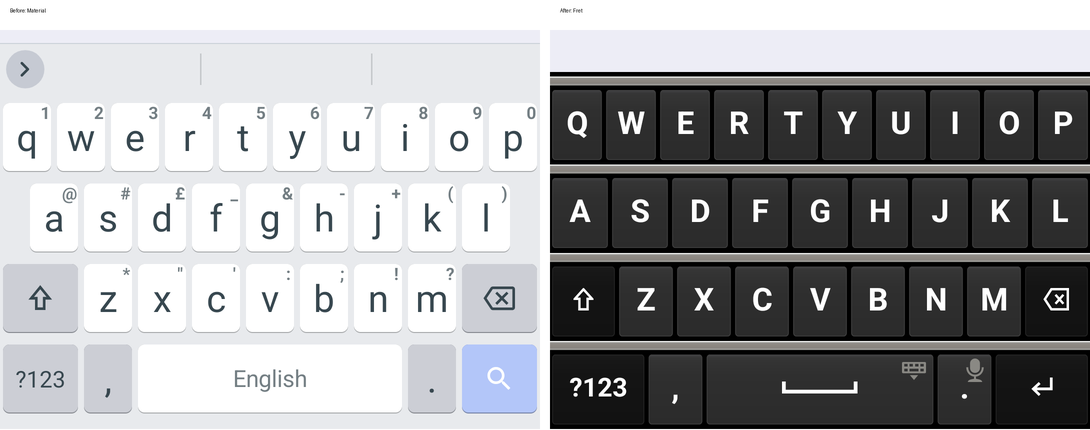 Before: Material
1 2 3 4 5 6 7 8 9 0
q w e r t y u i o p
@ # £ _ & - + ( )
a s d f g h j k l
* " ' : ; ! ?
z x c v b n m
?123 , English .
After: Fret
Q W E R T Y U I O P
A S D F G H J K L
Z X C V B N M
?123 , .